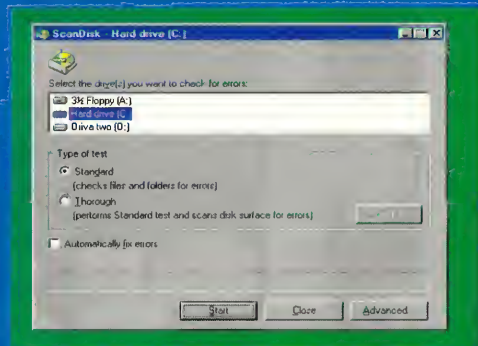 ScanDisk - Hard drive (C:)
Select the drive(s) you want to check for errors:
3½ Floppy (A:)
Hard drive (C
Drive two (D:)
Type of test
Standard
(checks files and folders for errors)
Thorough
(performs Standard test and scans disk surface for errors)
Automatically fix errors
Start
Close
Advanced